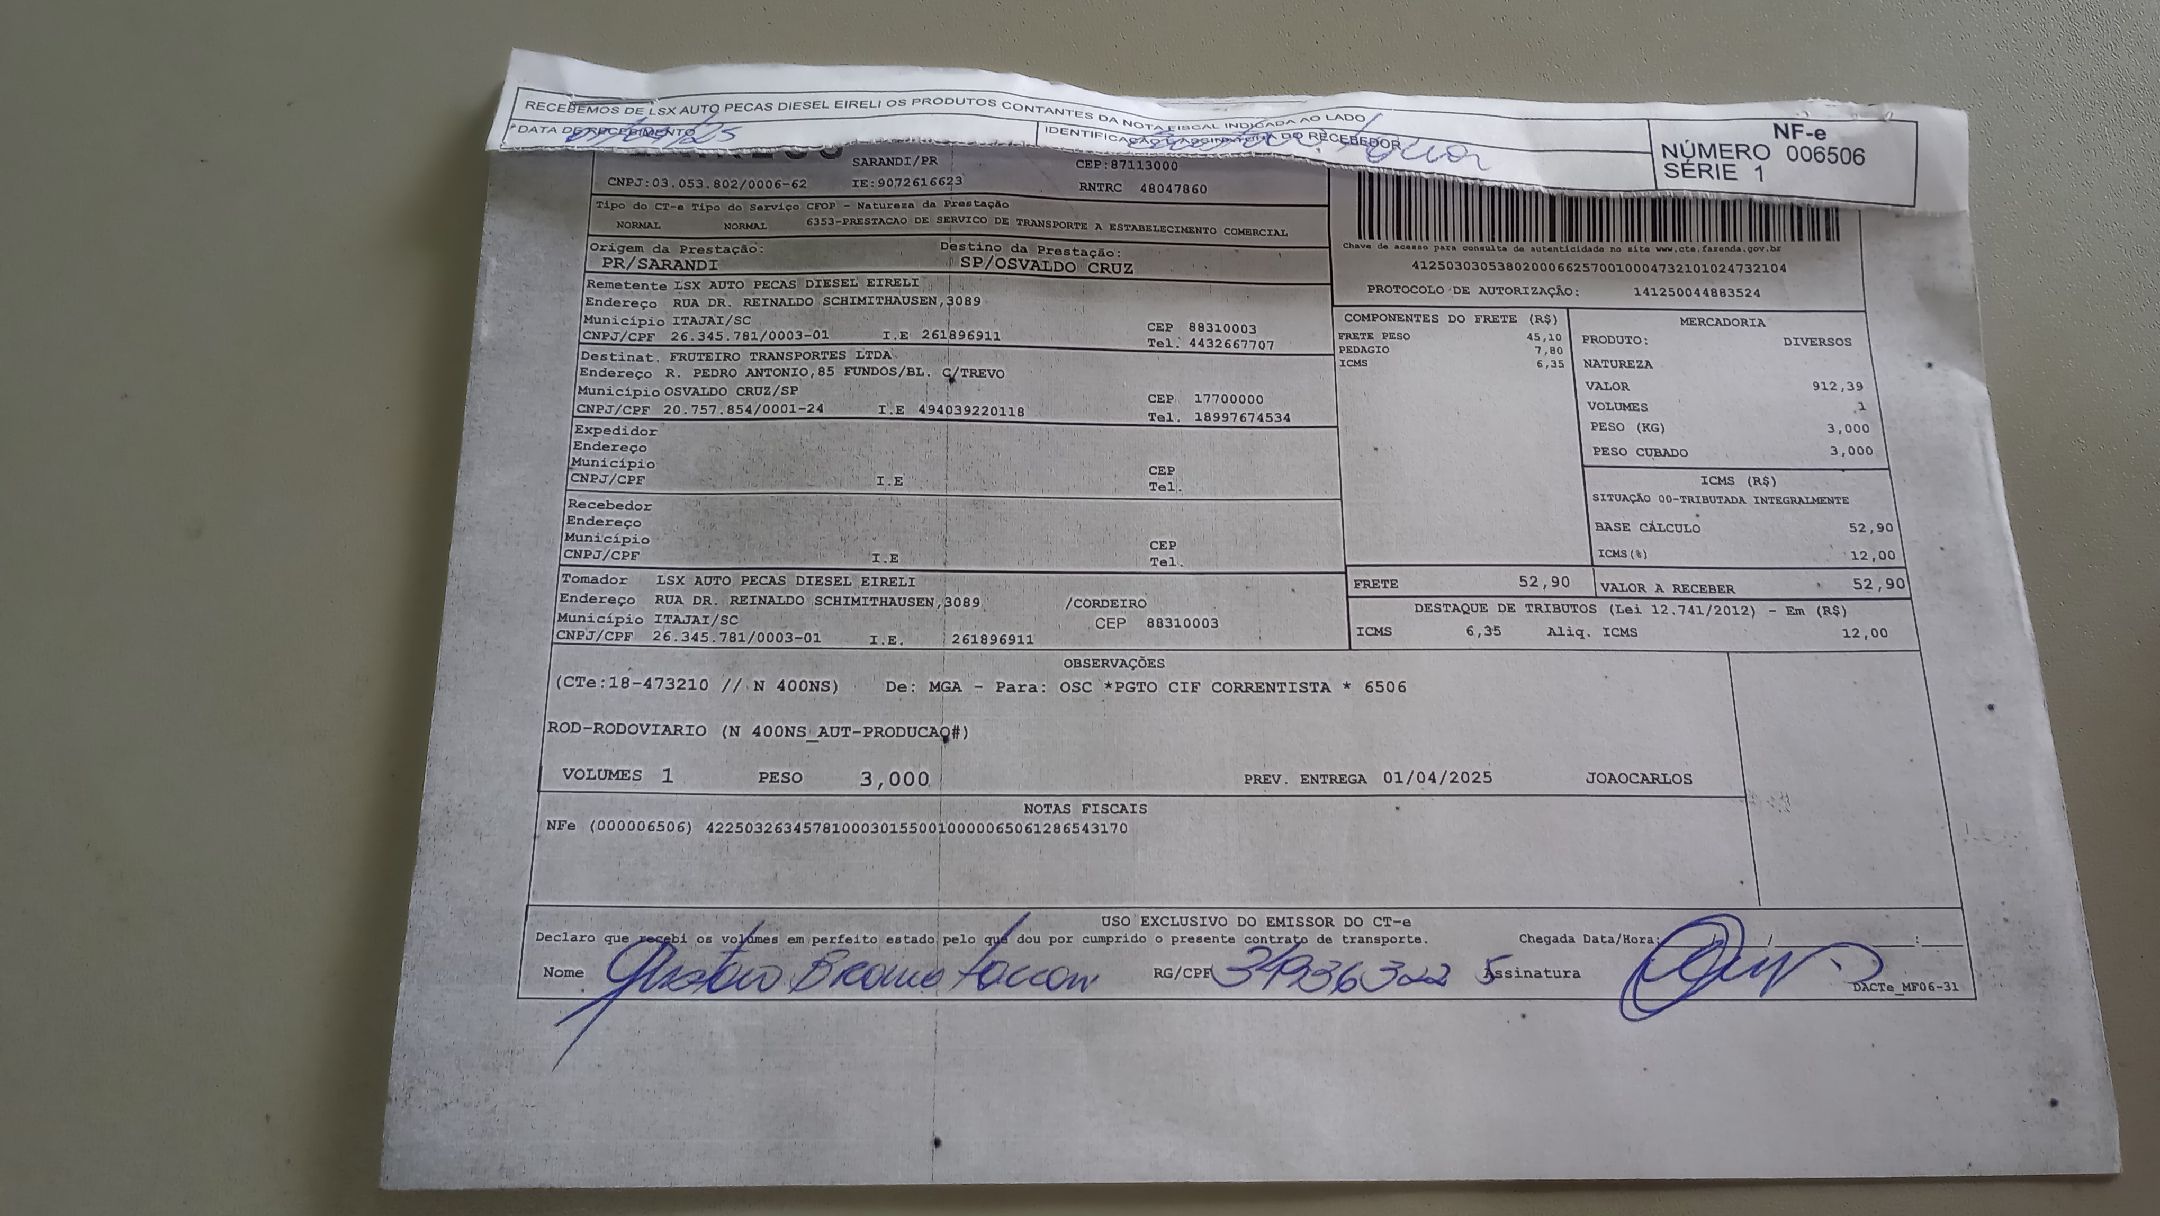 RECEBEMOS DE LSX AUTO PECAS DIESEL EIRELI OS PRODUTOS CONTANTES DA NOTA FISCAL INDICADA AO LADO
DATA DE RECEBIMENTO
IDENTIFICAÇÃO E ASSINATURA DO RECEBEDOR
NF-e
NÚMERO 006506
SÉRIE 1
SARANDI/PR CEP:87113000
CNPJ:03.053.802/0006-62 IE:9072616623 RNTRC 48047860
Tipo do CT-e Tipo do Serviço CFOP - Natureza da Prestação
NORMAL NORMAL 6353-PRESTACAO DE SERVICO DE TRANSPORTE A ESTABELECIMENTO COMERCIAL
Chave de acesso para consulta de autenticidade no site www.cte.fazenda.gov.br
41250303053802000662570010004732101024732104
PROTOCOLO DE AUTORIZAÇÃO: 141250044883524
Origem da Prestação: Destino da Prestação:
PR/SARANDI SP/OSVALDO CRUZ
Remetente LSX AUTO PECAS DIESEL EIRELI
Endereço RUA DR. REINALDO SCHIMITHAUSEN,3089
Município ITAJAI/SC CEP 88310003
CNPJ/CPF 26.345.781/0003-01 I.E 261896911 Tel. 4432667707
Destinat. FRUTEIRO TRANSPORTES LTDA
Endereço R. PEDRO ANTONIO,85 FUNDOS/BL. C/TREVO
Município OSVALDO CRUZ/SP CEP 17700000
CNPJ/CPF 20.757.854/0001-24 I.E 494039220118 Tel. 18997674534
Expedidor
Endereço
Município CEP
CNPJ/CPF I.E Tel.
Recebedor
Endereço
Município CEP
CNPJ/CPF I.E Tel.
Tomador LSX AUTO PECAS DIESEL EIRELI
Endereço RUA DR. REINALDO SCHIMITHAUSEN,3089 /CORDEIRO
Município ITAJAI/SC CEP 88310003
CNPJ/CPF 26.345.781/0003-01 I.E. 261896911
COMPONENTES DO FRETE (R$)
FRETE PESO 45,10
PEDAGIO 7,80
ICMS 6,35
MERCADORIA
PRODUTO: DIVERSOS
NATUREZA
VALOR 912,39
VOLUMES 1
PESO (KG) 3,000
PESO CUBADO 3,000
ICMS (R$)
SITUAÇÃO 00-TRIBUTADA INTEGRALMENTE
BASE CÁLCULO 52,90
ICMS(%) 12,00
FRETE 52,90 VALOR A RECEBER 52,90
DESTAQUE DE TRIBUTOS (Lei 12.741/2012) - Em (R$)
ICMS 6,35 Aliq. ICMS 12,00
OBSERVAÇÕES
(CTe:18-473210 // N 400NS) De: MGA - Para: OSC *PGTO CIF CORRENTISTA * 6506
ROD-RODOVIARIO (N 400NS_AUT-PRODUCAO#)
VOLUMES 1 PESO 3,000 PREV. ENTREGA 01/04/2025 JOAOCARLOS
NOTAS FISCAIS
NFe (000006506) 42250326345781000301550010000065061286543170
USO EXCLUSIVO DO EMISSOR DO CT-e
Declaro que recebi os volumes em perfeito estado pelo que dou por cumprido o presente contrato de transporte. Chegada Data/Hora:
Nome Gustavo RG/CPF Assinatura
DACTe_MF06-31